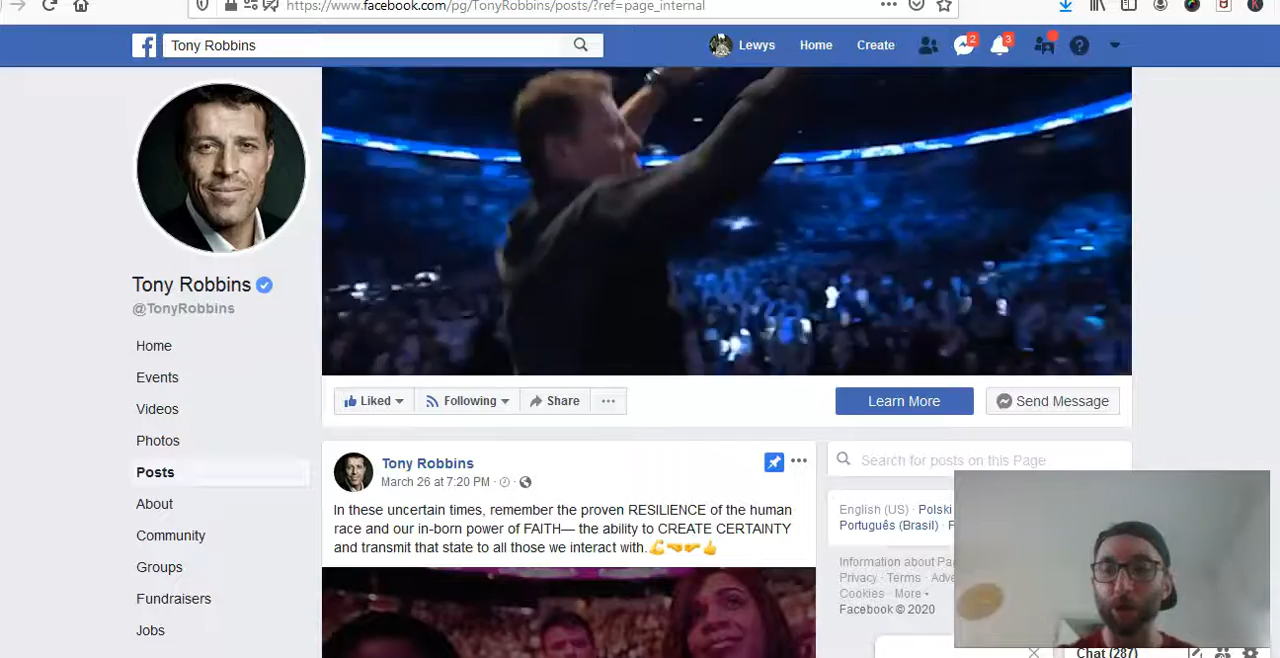 https://www.facebook.com/pg/TonyRobbins/posts/?ref=page_internal
Tony Robbins
Lewys
Home
Create
2
3
Tony Robbins
@TonyRobbins
Home
Events
Videos
Photos
Posts
About
Community
Groups
Fundraisers
Jobs
Liked
Following
Share
Learn More
Send Message
Tony Robbins
March 26 at 7:20 PM
In these uncertain times, remember the proven RESILIENCE of the human
race and our in-born power of FAITH— the ability to CREATE CERTAINTY
and transmit that state to all those we interact with.💪🤜🤛👍
Search for posts on this Page
English (US) · Polski
Português (Brasil) ·
Information about
Privacy · Terms ·
Cookies · More
Facebook © 2020
Chat (287)